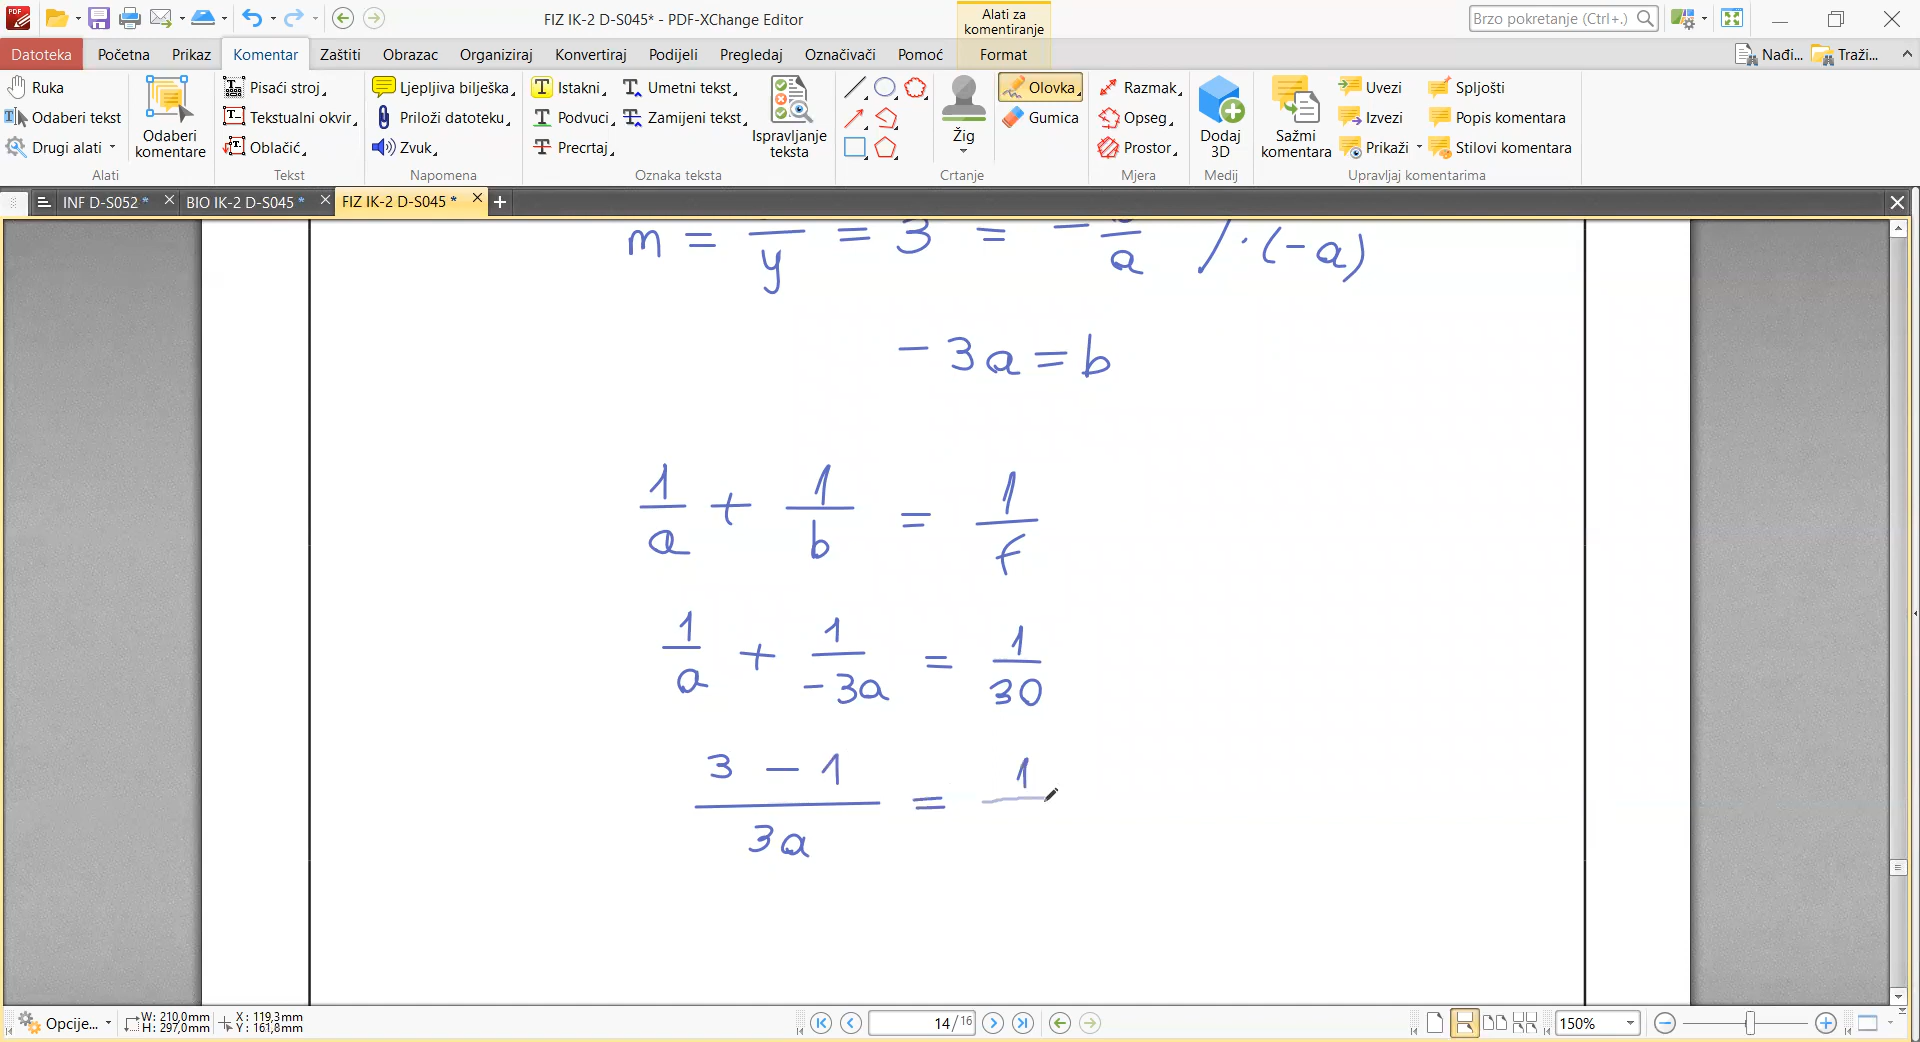 FIZ IK-2 D-S045* - PDF-XChange Editor
Alati za komentiranje
Brzo pokretanje (Ctrl+.)
Datoteka Početna Prikaz Komentar Zaštiti Obrazac Organiziraj Konvertiraj Podijeli Pregledaj Označivači Pomoć Format Nađi... Traži...
Ruka
Odaberi tekst
Drugi alati
Odaberi komentare
Alati
Pisaći stroj
Tekstualni okvir
Oblačić
Tekst
Ljepljiva bilješka
Priloži datoteku
Zvuk
Napomena
Istakni
Podvuci
Precrtaj
Umetni tekst
Zamijeni tekst
Ispravljanje teksta
Oznaka teksta
Žig
Olovka
Gumica
Crtanje
Razmak
Opseg
Prostor
Mjera
Dodaj 3D
Medij
Sažmi komentara
Uvezi
Izvezi
Prikaži
Spljošti
Popis komentara
Stilovi komentara
Upravljaj komentarima
INF D-S052 * BIO IK-2 D-S045 * FIZ IK-2 D-S045 *
m = / y = 3 = - / a / · (-a)
- 3a = b
1/a + 1/b = 1/f
1/a + 1/-3a = 1/30
3 - 1 / 3a = 1
Opcije... W: 210,0mm H: 297,0mm X: 119,3mm Y: 161,8mm 14 / 16 150%